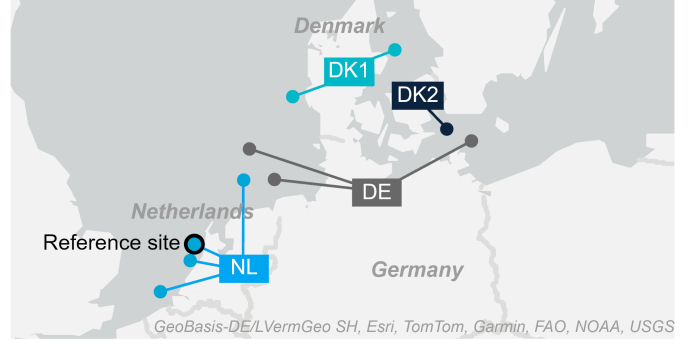 Denmark
DK1
DK2
DE
Netherlands
Reference site
NL
Germany
GeoBasis-DE/LVermGeo SH, Esri, TomTom, Garmin, FAO, NOAA, USGS